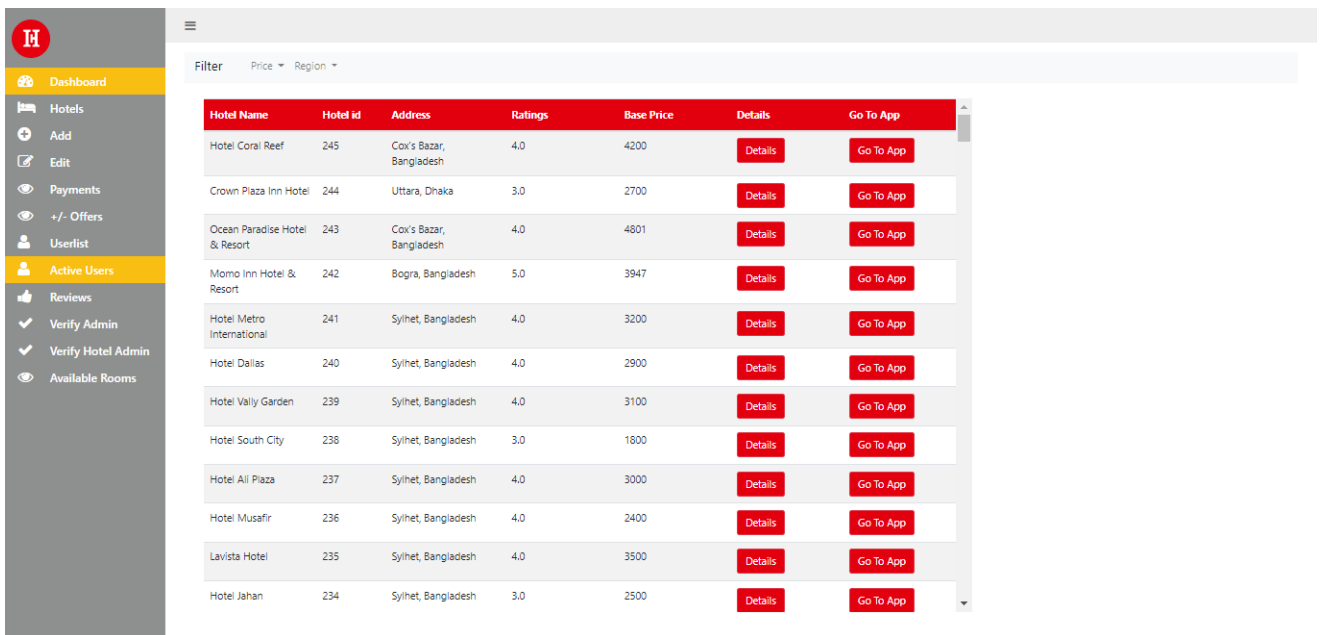 H
Dashboard
Hotels
Add
Edit
Payments
+/- Offers
Userlist
Active Users
Reviews
Verify Admin
Verify Hotel Admin
Available Rooms
Filter Price Region
Hotel Name Hotel id Address Ratings Base Price Details Go To App
Hotel Coral Reef 245 Cox's Bazar, 4.0 4200 Details Go To App
Bangladesh
Crown Plaza Inn Hotel 244 Uttara, Dhaka 3.0 2700 Details Go To App
Ocean Paradise Hotel 243 Cox's Bazar, 4.0 4801 Details Go To App
& Resort Bangladesh
Momo Inn Hotel & 242 Bogra, Bangladesh 5.0 3947 Details Go To App
Resort
Hotel Metro 241 Sylhet, Bangladesh 4.0 3200 Details Go To App
International
Hotel Dallas 240 Sylhet, Bangladesh 4.0 2900 Details Go To App
Hotel Vally Garden 239 Sylhet, Bangladesh 4.0 3100 Details Go To App
Hotel South City 238 Sylhet, Bangladesh 3.0 1800 Details Go To App
Hotel Ali Plaza 237 Sylhet, Bangladesh 4.0 3000 Details Go To App
Hotel Musafir 236 Sylhet, Bangladesh 4.0 2400 Details Go To App
Lavista Hotel 235 Sylhet, Bangladesh 4.0 3500 Details Go To App
Hotel Jahan 234 Sylhet, Bangladesh 3.0 2500 Details Go To App